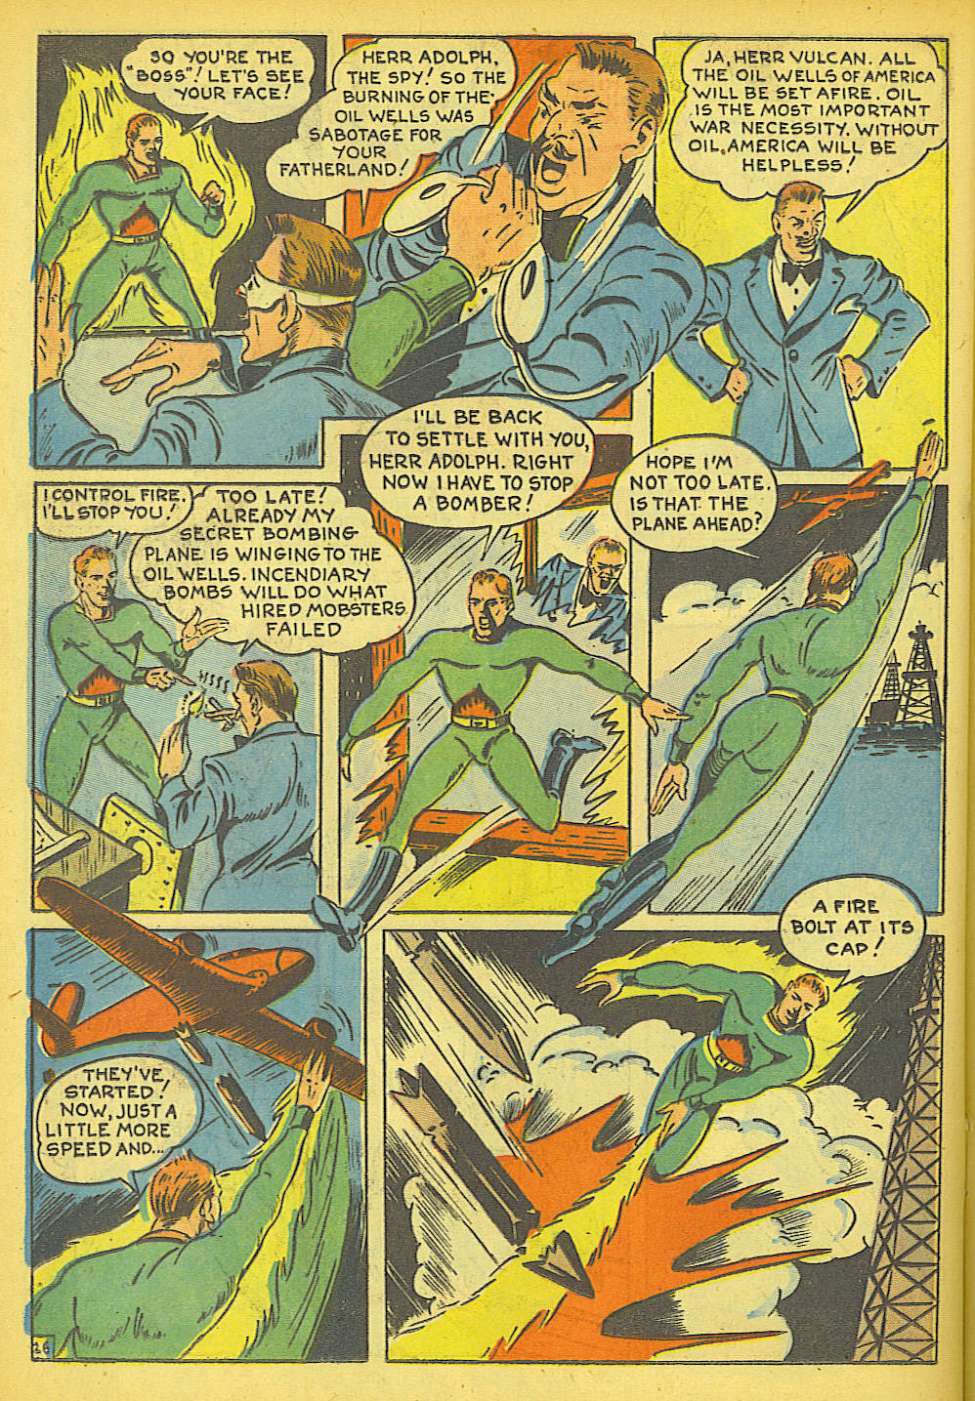 SO YOU'RE THE
"BOSS"! LET'S SEE
YOUR FACE!
HERR ADOLPH,
THE SPY! SO THE
BURNING OF THE
OIL WELLS WAS
SABOTAGE FOR
YOUR
FATHERLAND!
JA, HERR VULCAN. ALL
THE OIL WELLS OF AMERICA
WILL BE SET AFIRE. OIL
IS THE MOST IMPORTANT
WAR NECESSITY. WITHOUT
OIL, AMERICA WILL BE
HELPLESS!
I CONTROL FIRE.
I'LL STOP YOU!
TOO LATE!
ALREADY MY
SECRET BOMBING
PLANE IS WINGING TO THE
OIL WELLS. INCENDIARY
BOMBS WILL DO WHAT
HIRED MOBSTERS
FAILED
HSSSS
I'LL BE BACK
TO SETTLE WITH YOU,
HERR ADOLPH. RIGHT
NOW I HAVE TO STOP
A BOMBER!
HOPE I'M
NOT TOO LATE.
IS THAT THE
PLANE AHEAD?
THEY'VE
STARTED!
NOW, JUST A
LITTLE MORE
SPEED AND...
A FIRE
BOLT AT ITS
CAP!
26